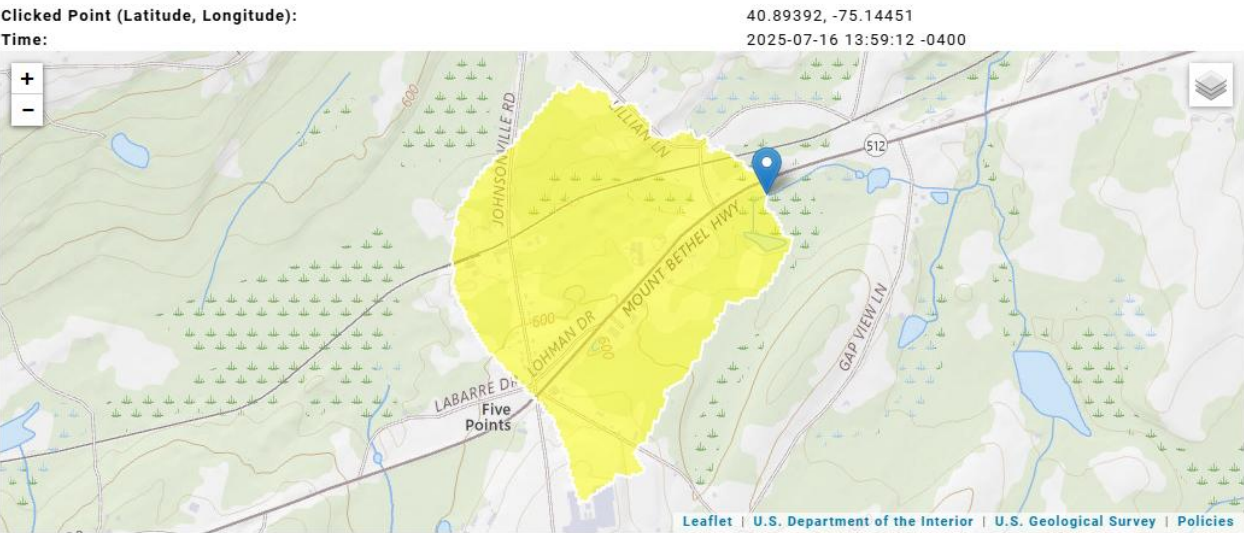 Clicked Point (Latitude, Longitude): 40.89392, -75.14451
Time: 2025-07-16 13:59:12 -0400
+
−
600
JOHNSONVILLE RD
LILLIAN LN
512
MOUNT BETHEL HWY
600
LOHMAN DR
600
GAP VIEW LN
LABARRE DR
Five
Points
Leaflet | U.S. Department of the Interior | U.S. Geological Survey | Policies